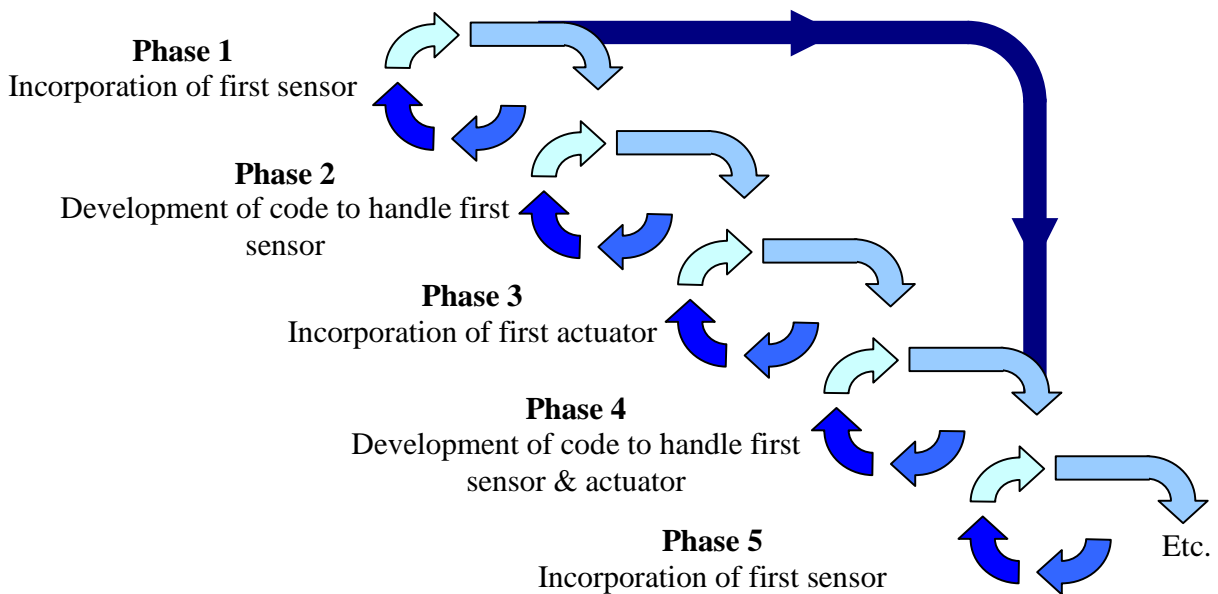 Phase 1
Incorporation of first sensor
Phase 2
Development of code to handle first
sensor
Phase 3
Incorporation of first actuator
Phase 4
Development of code to handle first
sensor & actuator
Phase 5
Incorporation of first sensor
Etc.